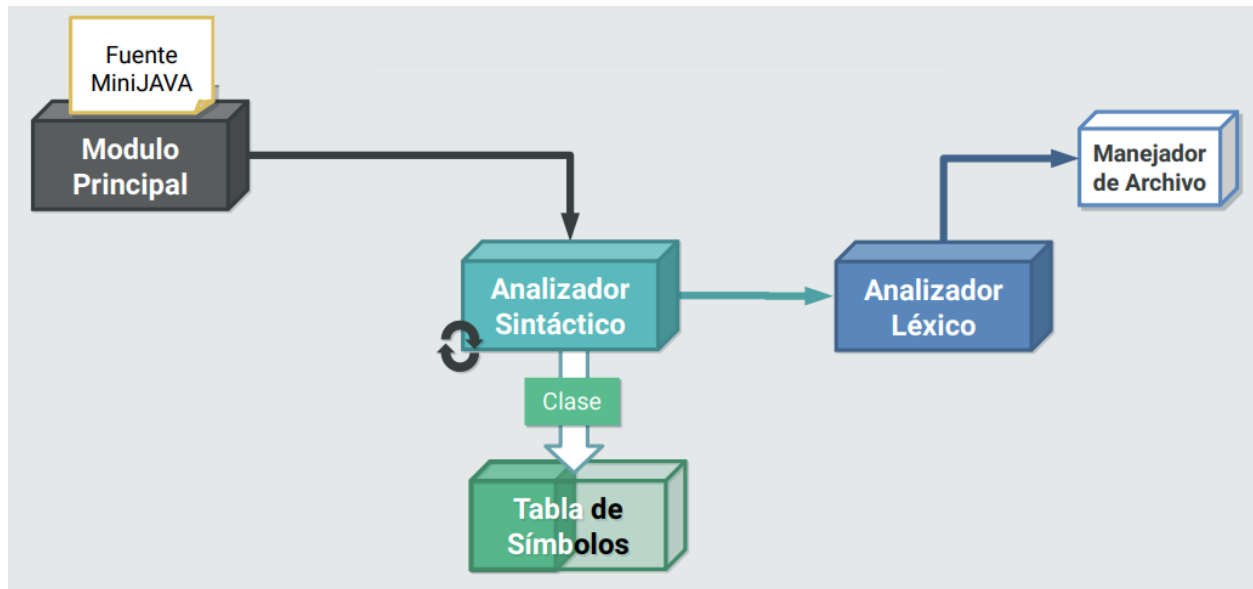 Fuente
MiniJAVA
Modulo
Principal
Manejador
de Archivo
Analizador
Sintáctico
Analizador
Léxico
Clase
Tabla de
Símbolos